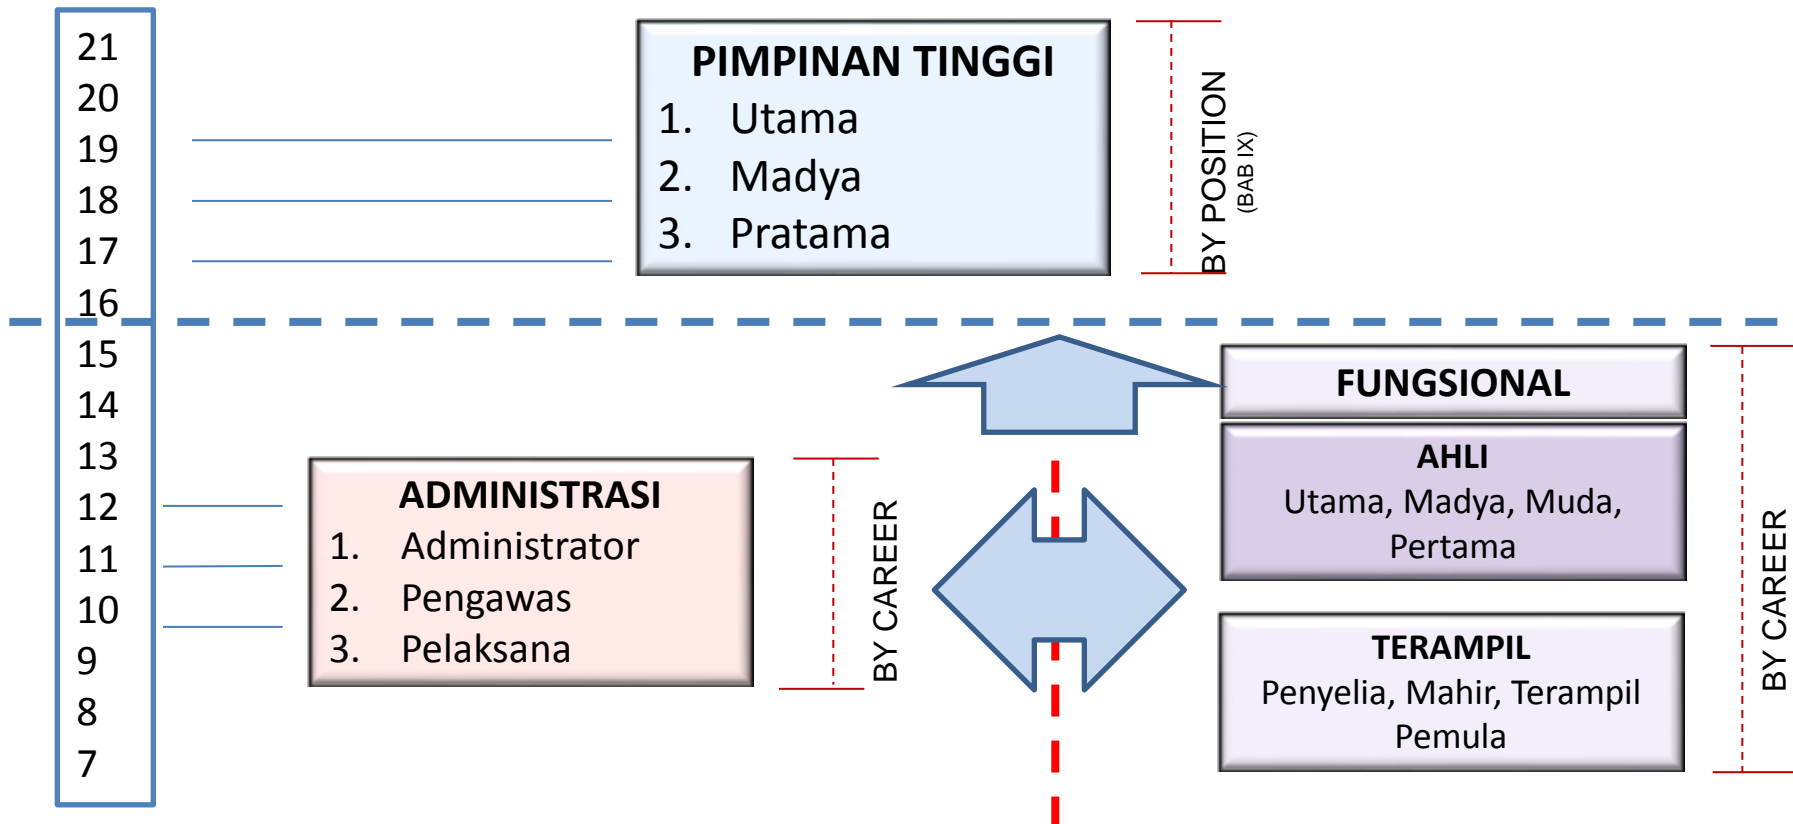 21
20
19
18
17
16
15
14
13
12
11
10
9
8
7
PIMPINAN TINGGI
1. Utama
2. Madya
3. Pratama
BY POSITION
(BAB IX)
ADMINISTRASI
1. Administrator
2. Pengawas
3. Pelaksana
BY CAREER
FUNGSIONAL
AHLI
Utama, Madya, Muda,
Pertama
TERAMPIL
Penyelia, Mahir, Terampil
Pemula
BY CAREER